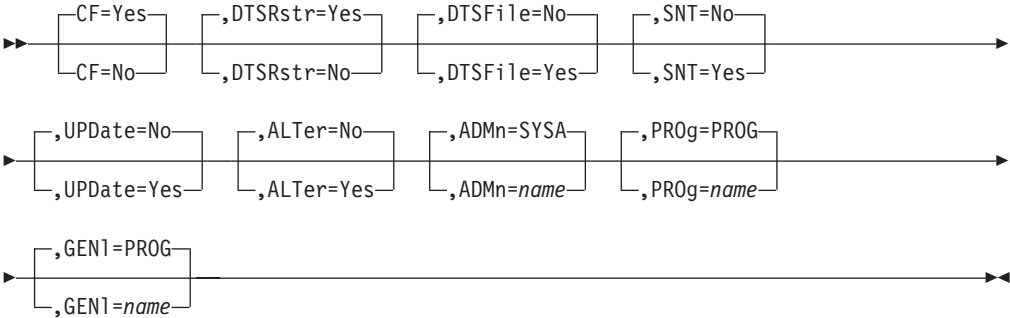 CF=Yes ,DTSRstr=Yes ,DTSFile=No ,SNT=No
CF=No ,DTSRstr=No ,DTSFile=Yes ,SNT=Yes
,UPDate=No ,ALTer=No ,ADMn=SYSA ,PROg=PROG
,UPDate=Yes ,ALTer=Yes ,ADMn=name ,PROg=name
,GENl=PROG
,GENl=name